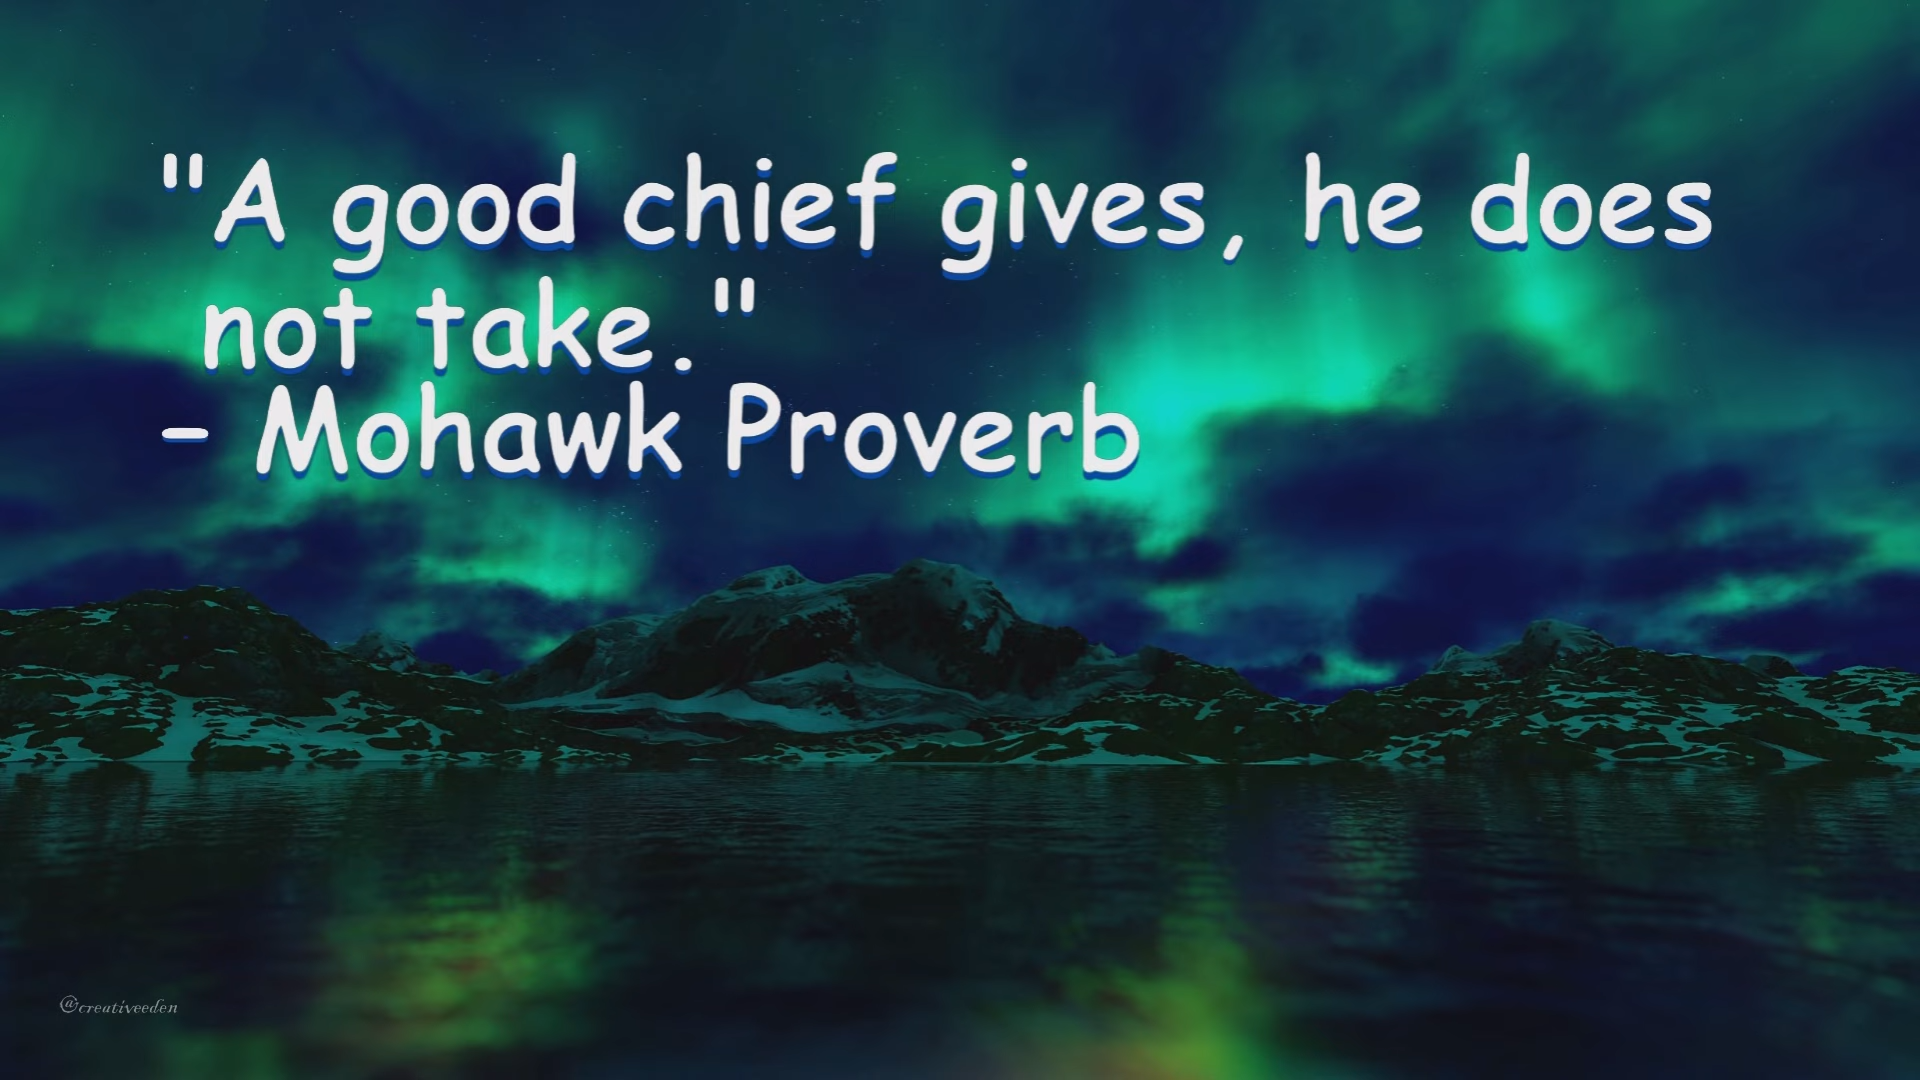 "A good chief gives, he does
not take."
- Mohawk Proverb
@creativeeden